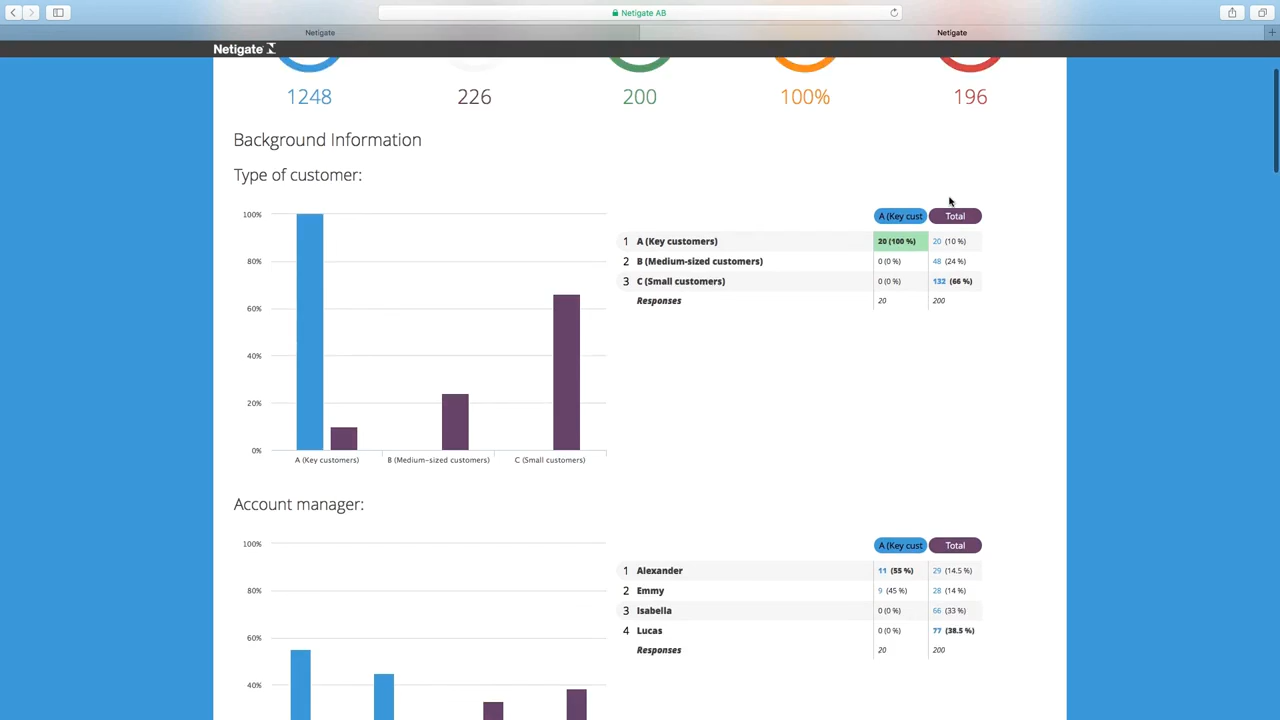 Netigate AB
Netigate
Netigate
Netigate
1248
226
200
100%
196
Background Information
Type of customer:
100%
80%
60%
40%
20%
0%
A (Key customers)
B (Medium-sized customers)
C (Small customers)
A (Key cust
Total
1 A (Key customers) 20 (100 %) 20 (10 %)
2 B (Medium-sized customers) 0 (0 %) 48 (24 %)
3 C (Small customers) 0 (0 %) 132 (66 %)
Responses 20 200
Account manager:
100%
80%
60%
40%
A (Key cust
Total
1 Alexander 11 (55 %) 29 (14.5 %)
2 Emmy 9 (45 %) 28 (14 %)
3 Isabella 0 (0 %) 66 (33 %)
4 Lucas 0 (0 %) 77 (38.5 %)
Responses 20 200